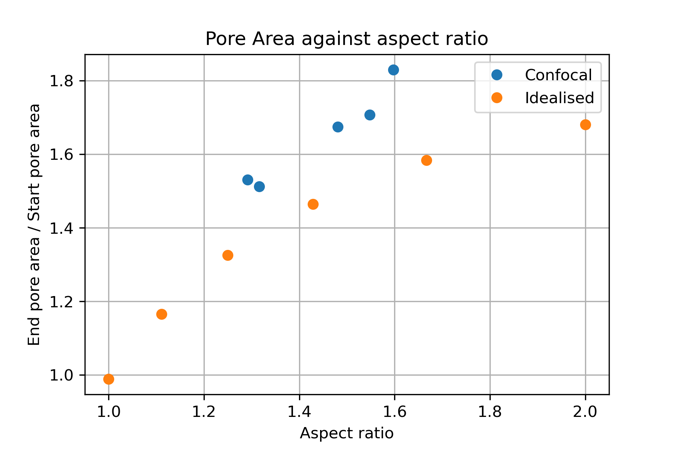 Pore Area against aspect ratio
Confocal
Idealised
End pore area / Start pore area
1.8
1.6
1.4
1.2
1.0
1.0 1.2 1.4 1.6 1.8 2.0
Aspect ratio